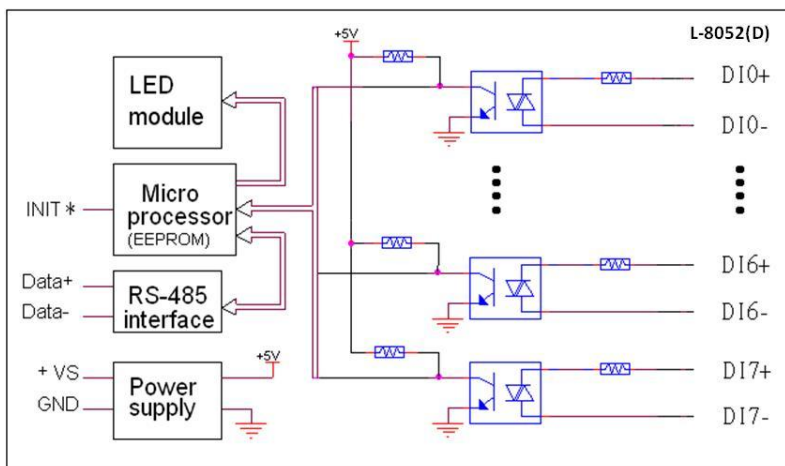 L-8052(D)
+5V
LED
module
DI0+
DI0-
Micro
processor
(EEPROM)
INIT *
DI6+
DI6-
Data+
Data-
RS-485
interface
+5V
+ VS
GND
Power
supply
DI7+
DI7-